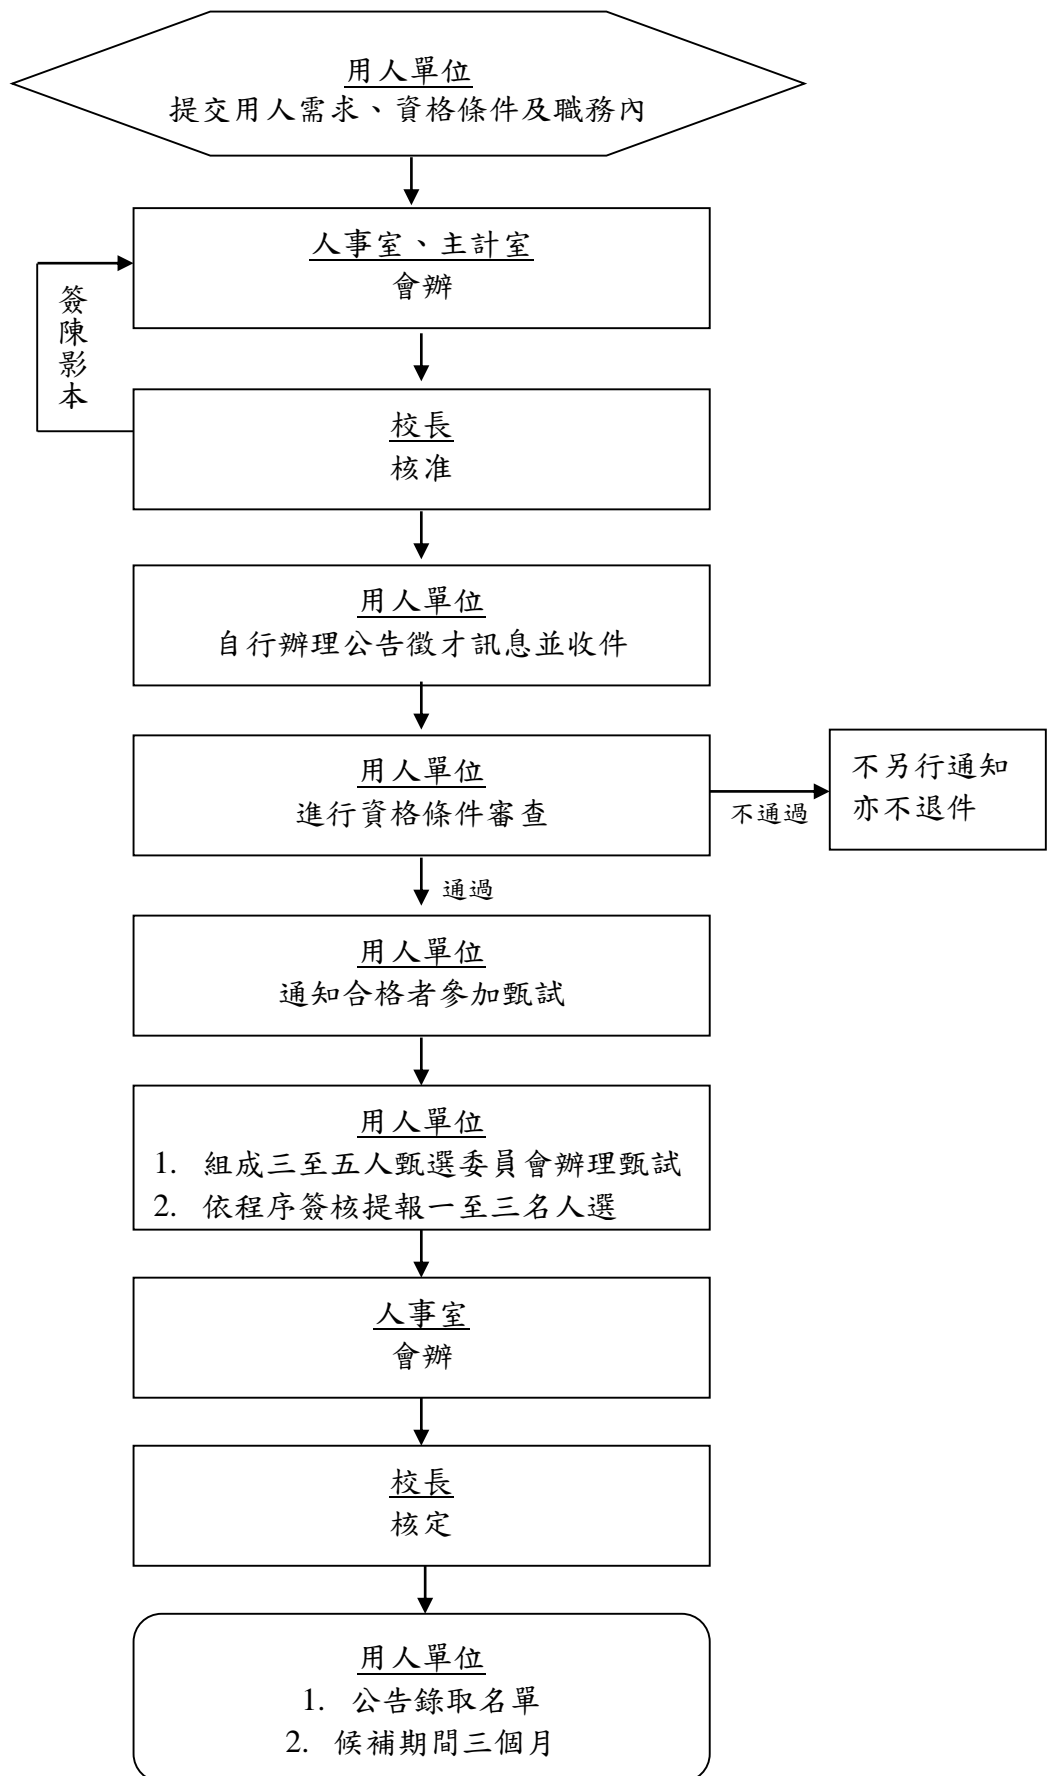 用人單位
提交用人需求、資格條件及職務內
人事室、主計室
會辦
簽陳影本
校長
核准
用人單位
自行辦理公告徵才訊息並收件
用人單位
進行資格條件審查
不通過
不另行通知
亦不退件
通過
用人單位
通知合格者參加甄試
用人單位
1. 組成三至五人甄選委員會辦理甄試
2. 依程序簽核提報一至三名人選
人事室
會辦
校長
核定
用人單位
1. 公告錄取名單
2. 候補期間三個月